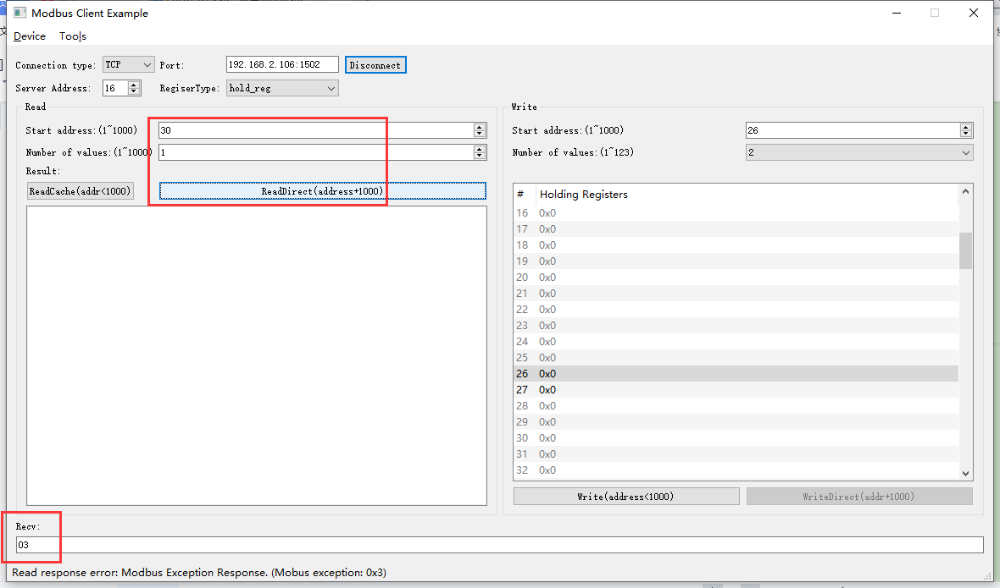 Modbus Client Example
Device Tools
Connection type: TCP Port: 192.168.2.106:1502 Disconnect
Server Address: 16 RegiserType: hold_reg
Read
Start address:(1~1000) 30
Number of values:(1~1000) 1
Result:
ReadCache(addr<1000) ReadDirect(address+1000)
Write
Start address:(1~1000) 26
Number of values:(1~123) 2
# Holding Registers
16 0x0
17 0x0
18 0x0
19 0x0
20 0x0
21 0x0
22 0x0
23 0x0
24 0x0
25 0x0
26 0x0
27 0x0
28 0x0
29 0x0
30 0x0
31 0x0
32 0x0
Write(address<1000) WriteDirect(addr+1000)
Recv:
03
Read response error: Modbus Exception Response. (Mobus exception: 0x3)